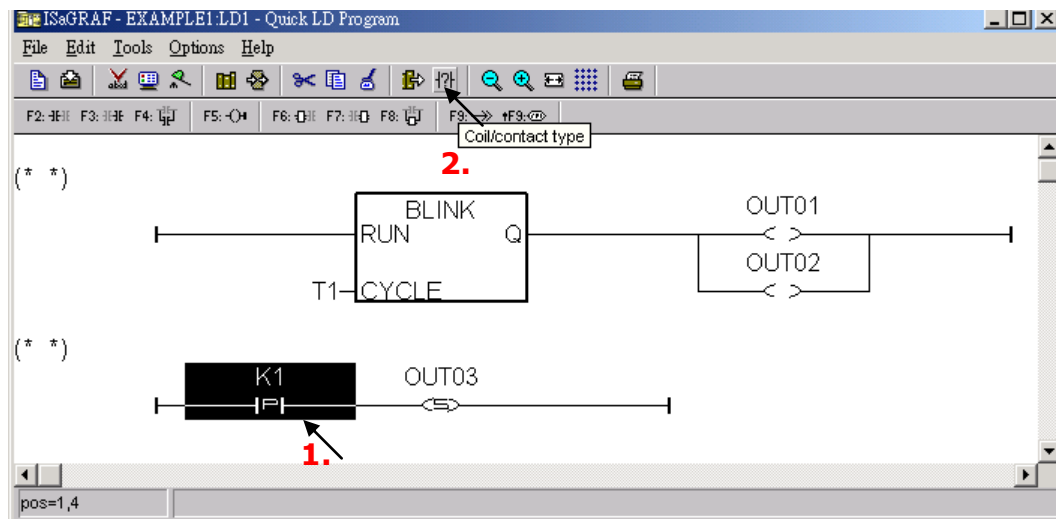 ISaGRAF - EXAMPLE1:LD1 - Quick LD Program
File Edit Tools Options Help
F2: F3: F4: F5: F6: F7: F8: F9: ↑F9:
Coil/contact type
2.
(* *)
BLINK
RUN Q
T1 CYCLE
OUT01
OUT02
(* *)
K1 OUT03
P S
1.
pos=1,4